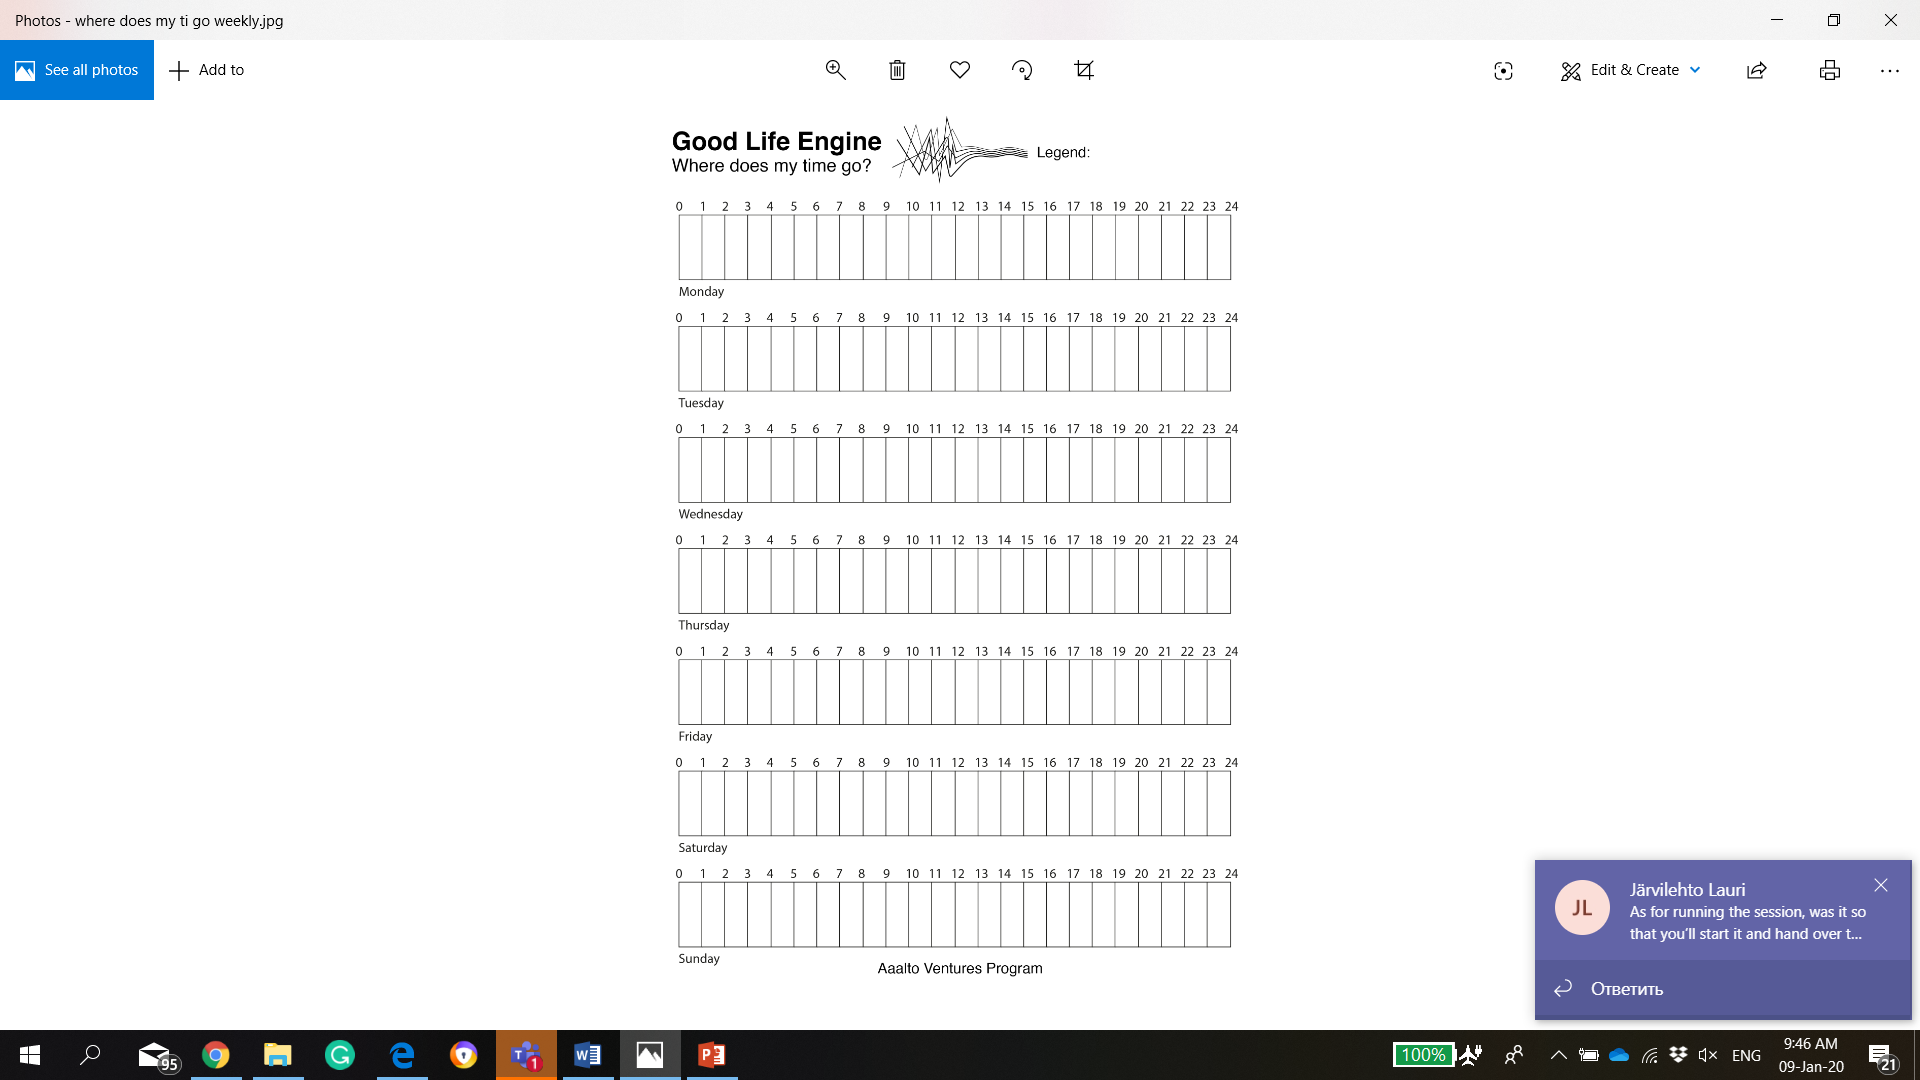 Photos - where does my ti go weekly.jpg
See all photos
Add to
Edit & Create
Good Life Engine
Where does my time go?
Legend:
0 1 2 3 4 5 6 7 8 9 10 11 12 13 14 15 16 17 18 19 20 21 22 23 24
Monday
0 1 2 3 4 5 6 7 8 9 10 11 12 13 14 15 16 17 18 19 20 21 22 23 24
Tuesday
0 1 2 3 4 5 6 7 8 9 10 11 12 13 14 15 16 17 18 19 20 21 22 23 24
Wednesday
0 1 2 3 4 5 6 7 8 9 10 11 12 13 14 15 16 17 18 19 20 21 22 23 24
Thursday
0 1 2 3 4 5 6 7 8 9 10 11 12 13 14 15 16 17 18 19 20 21 22 23 24
Friday
0 1 2 3 4 5 6 7 8 9 10 11 12 13 14 15 16 17 18 19 20 21 22 23 24
Saturday
0 1 2 3 4 5 6 7 8 9 10 11 12 13 14 15 16 17 18 19 20 21 22 23 24
Sunday
Aaalto Ventures Program
JL
Järvilehto Lauri
As for running the session, was it so
that you'll start it and hand over t...
Ответить
95
1
100%
ENG
9:46 AM
09-Jan-20
21